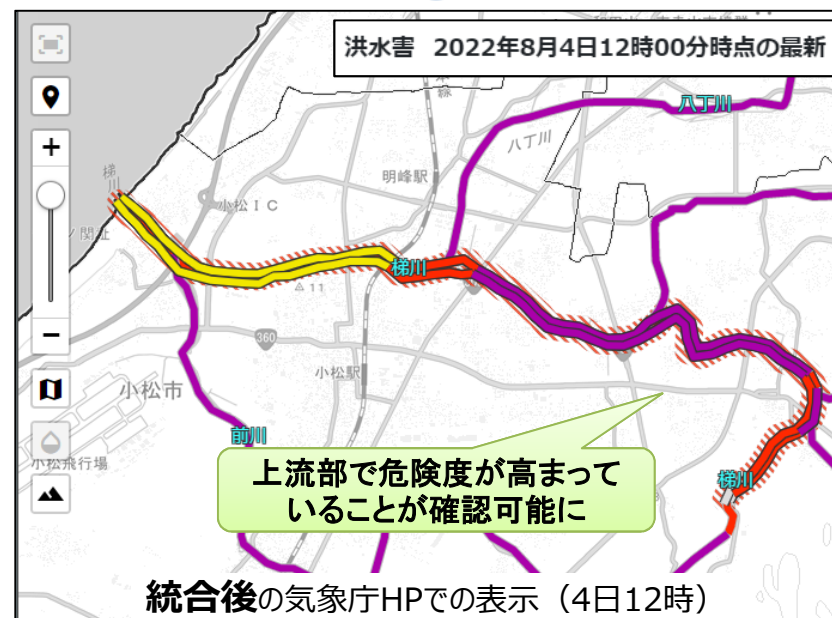 洪水害 2022年8月4日12時00分時点の最新
八丁川
八丁川
梯川
明峰駅
小松IC
ノ関址
梯川
△11
360
小松駅
小松市
前川
小松飛行場
上流部で危険度が高まって
いることが確認可能に
梯川
統合後の気象庁HPでの表示（4日12時）